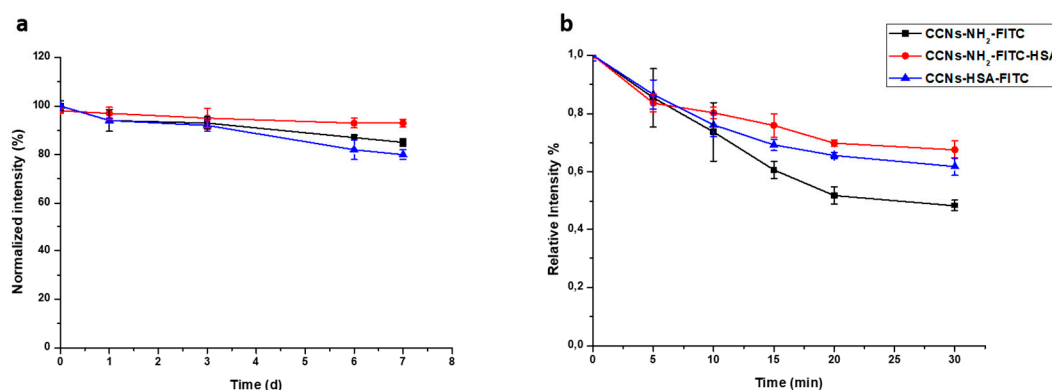 a
120
100
80
60
40
20
0
Normalized intensity (%)
0 1 2 3 4 5 6 7 8
Time (d)
b
CCNs-NH2-FITC
CCNs-NH2-FITC-HSA
CCNs-HSA-FITC
1,0
0,8
0,6
0,4
0,2
0,0
Relative Intensity %
0 5 10 15 20 25 30
Time (min)